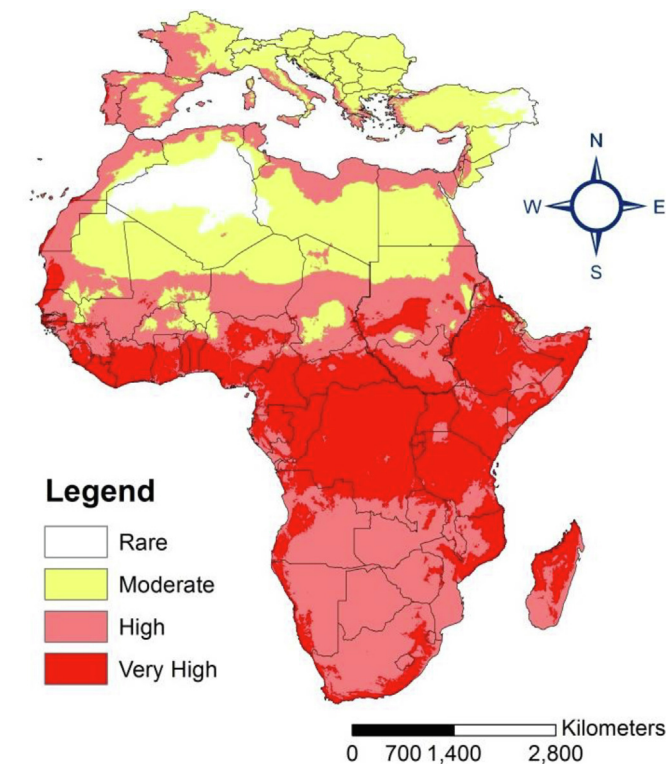 N
W E
S
Legend
Rare
Moderate
High
Very High
Kilometers
0 700 1,400 2,800